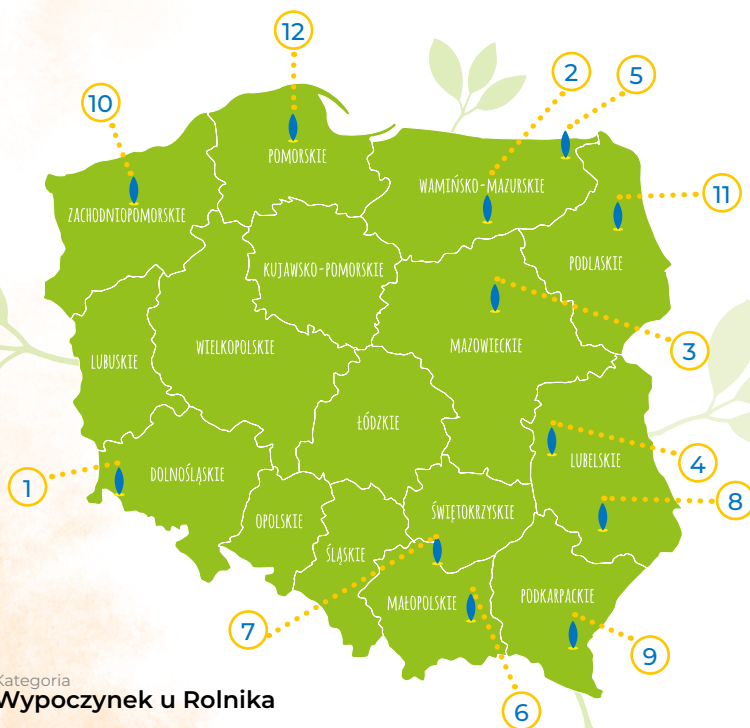 12
2
5
10
POMORSKIE
WAMIŃSKO-MAZURSKIE
11
ZACHODNIOPOMORSKIE
PODLASKIE
KUJAWSKO-POMORSKIE
WIELKOPOLSKIE
MAZOWIECKIE
3
LUBUSKIE
ŁÓDZKIE
4
LUBELSKIE
1
DOLNOŚLĄSKIE
8
OPOLSKIE
ŚWIĘTOKRZYSKIE
ŚLĄSKIE
MAŁOPOLSKIE
PODKARPACKIE
7
9
6
Kategoria
Wypoczynek u Rolnika